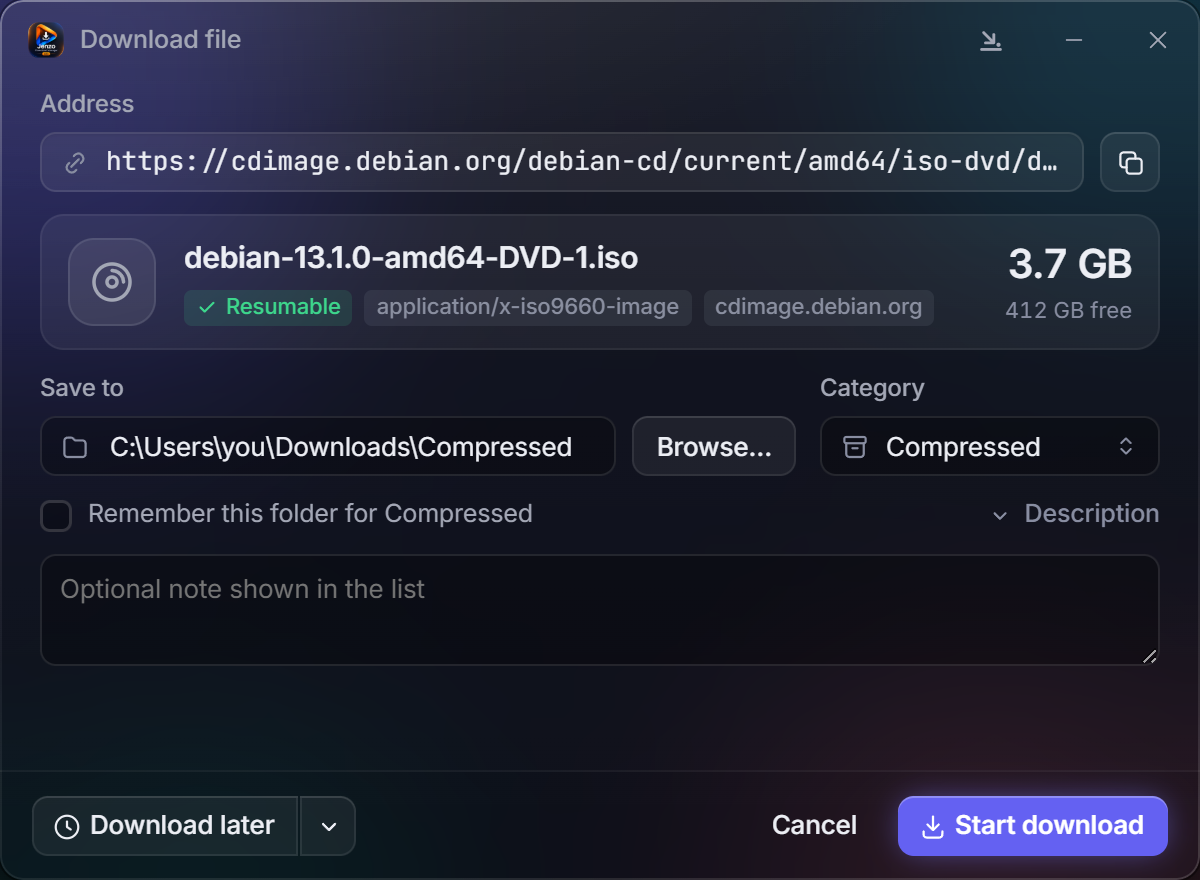 Jenzo
Download file
Address
https://cdimage.debian.org/debian-cd/current/amd64/iso-dvd/d…
debian-13.1.0-amd64-DVD-1.iso
3.7 GB
Resumable
application/x-iso9660-image
cdimage.debian.org
412 GB free
Save to
Category
C:\Users\you\Downloads\Compressed
Browse...
Compressed
Remember this folder for Compressed
Description
Optional note shown in the list
Download later
Cancel
Start download